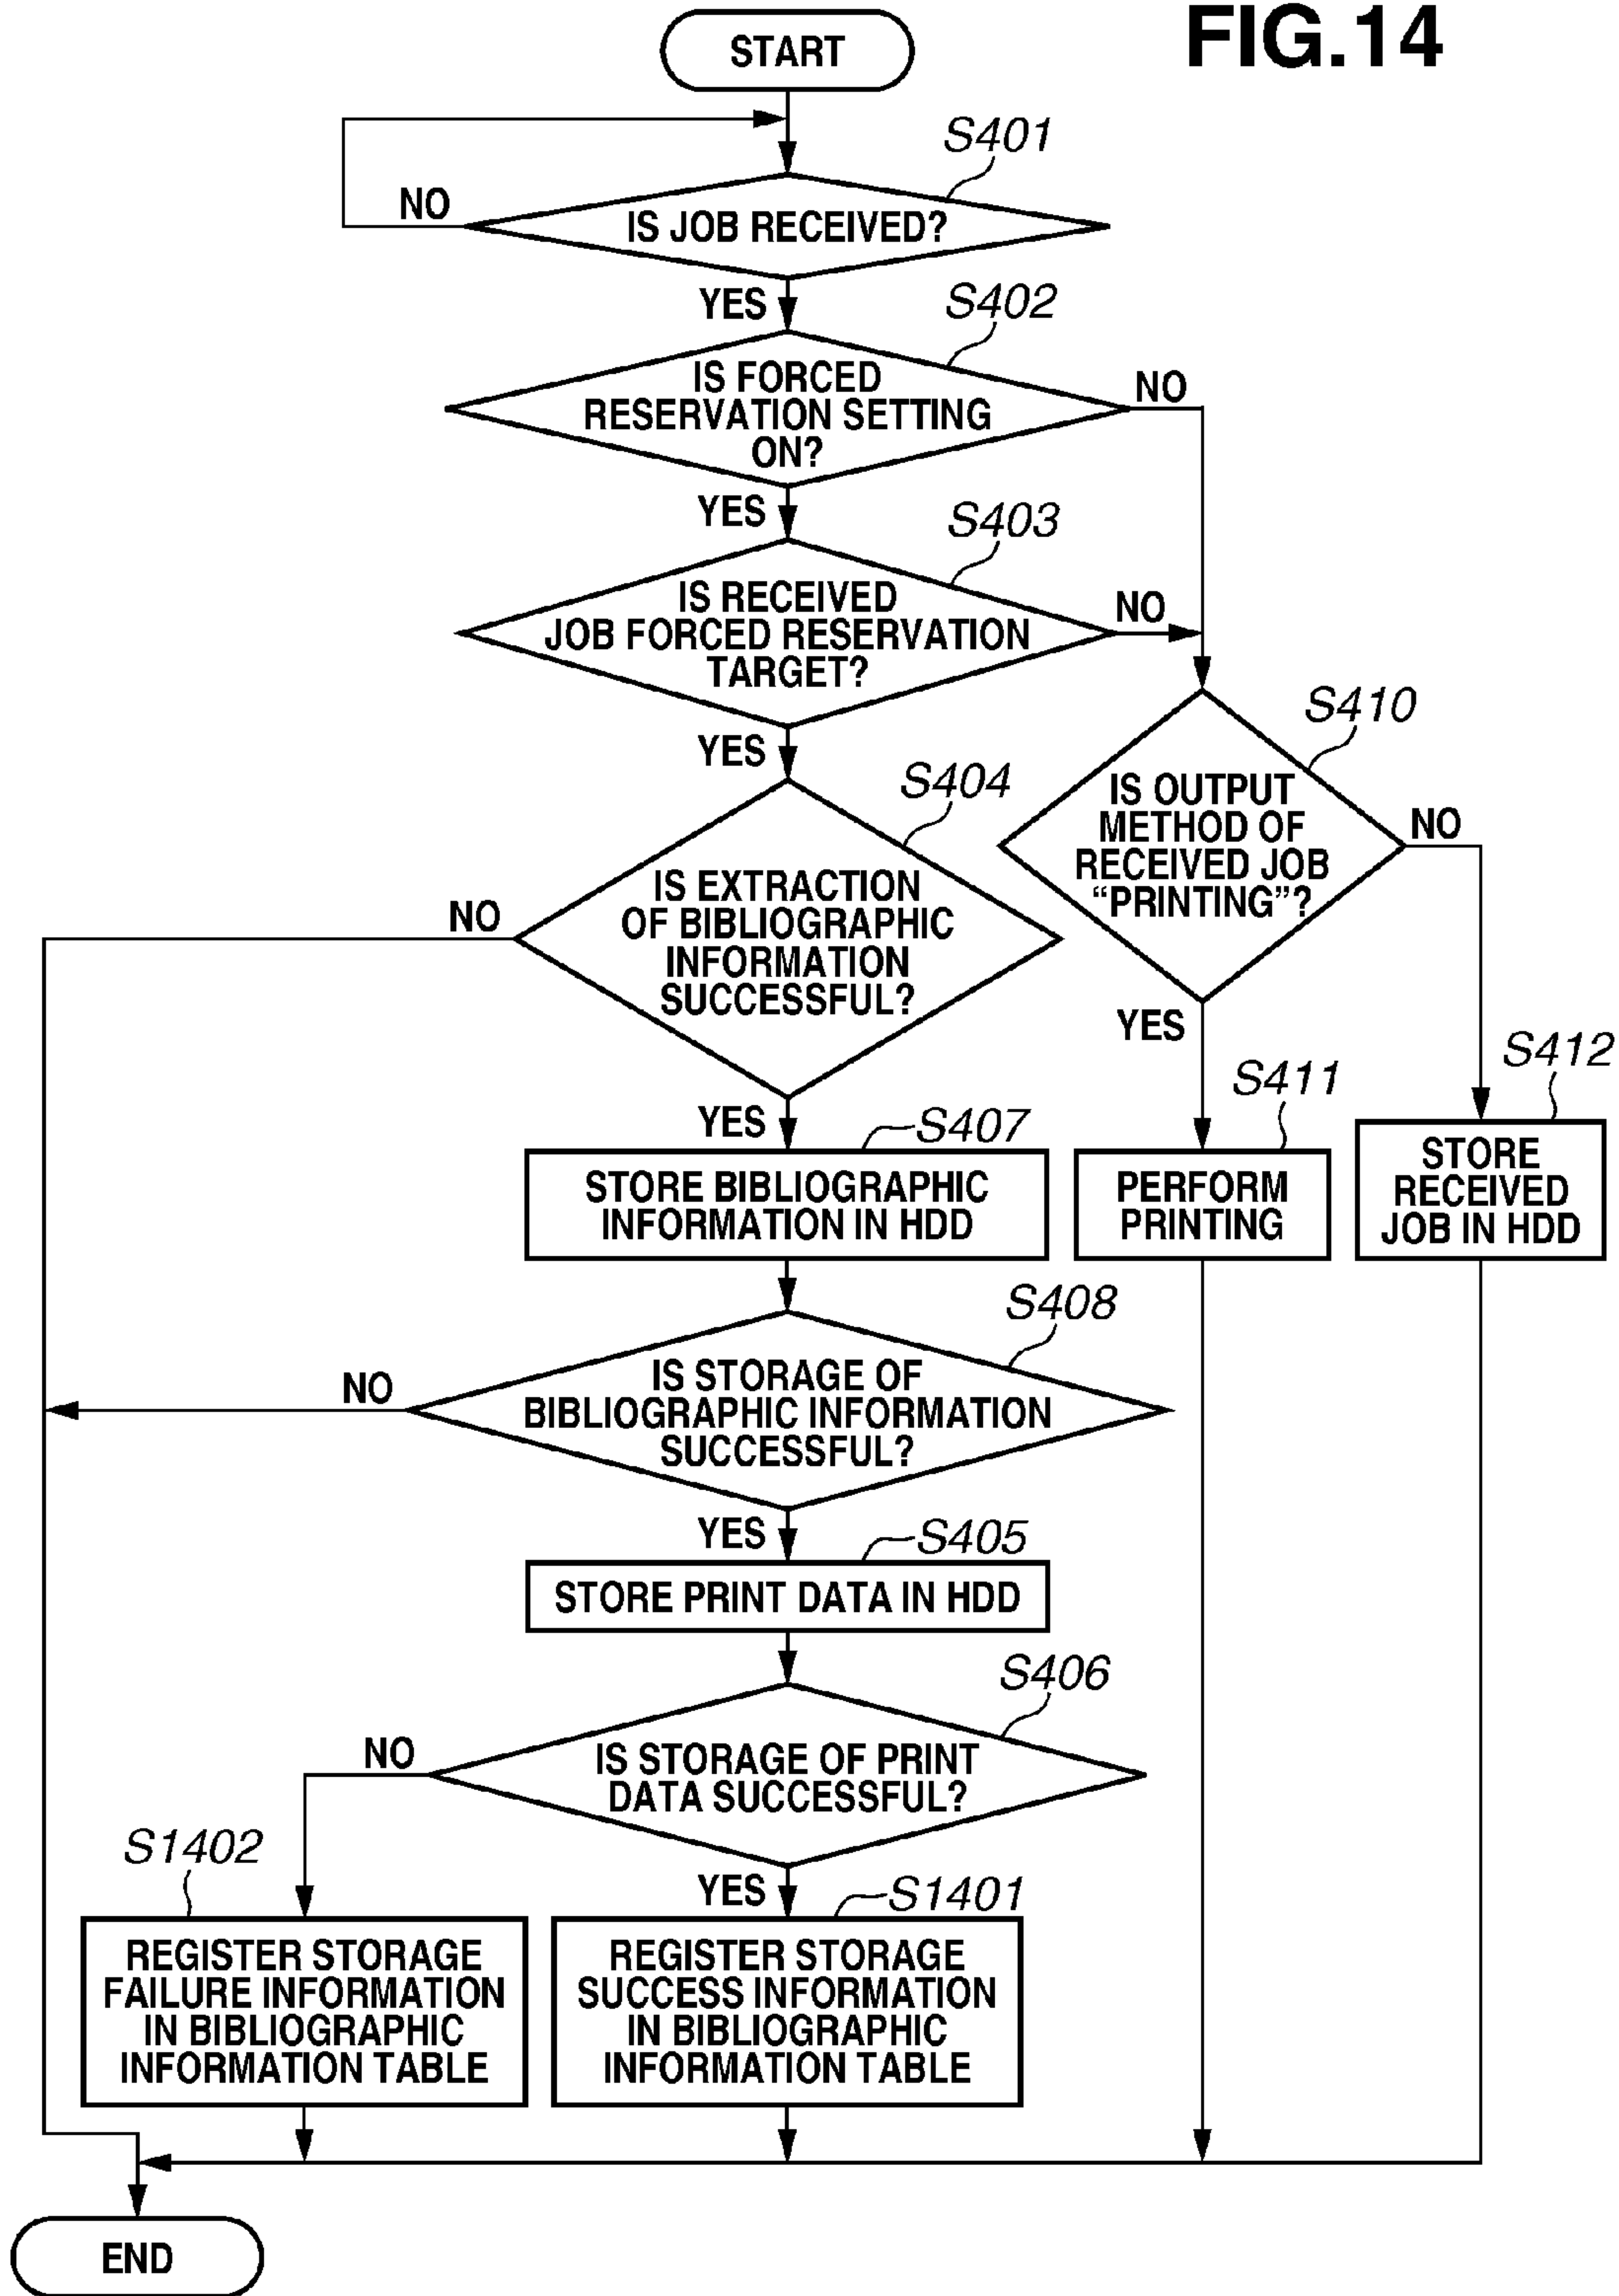 FIG.14
START
S401
NO
IS JOB RECEIVED?
YES
S402
IS FORCED
RESERVATION SETTING
ON?
NO
YES
S403
IS RECEIVED
JOB FORCED RESERVATION
TARGET?
NO
YES
S410
IS OUTPUT
METHOD OF
RECEIVED JOB
“PRINTING”?
NO
YES
S404
IS EXTRACTION
OF BIBLIOGRAPHIC
INFORMATION
SUCCESSFUL?
NO
YES
S407
STORE BIBLIOGRAPHIC
INFORMATION IN HDD
S411
PERFORM
PRINTING
S412
STORE
RECEIVED
JOB IN HDD
S408
IS STORAGE OF
BIBLIOGRAPHIC INFORMATION
SUCCESSFUL?
NO
YES
S405
STORE PRINT DATA IN HDD
S406
IS STORAGE OF PRINT
DATA SUCCESSFUL?
NO
YES
S1402
REGISTER STORAGE
FAILURE INFORMATION
IN BIBLIOGRAPHIC
INFORMATION TABLE
S1401
REGISTER STORAGE
SUCCESS INFORMATION
IN BIBLIOGRAPHIC
INFORMATION TABLE
END